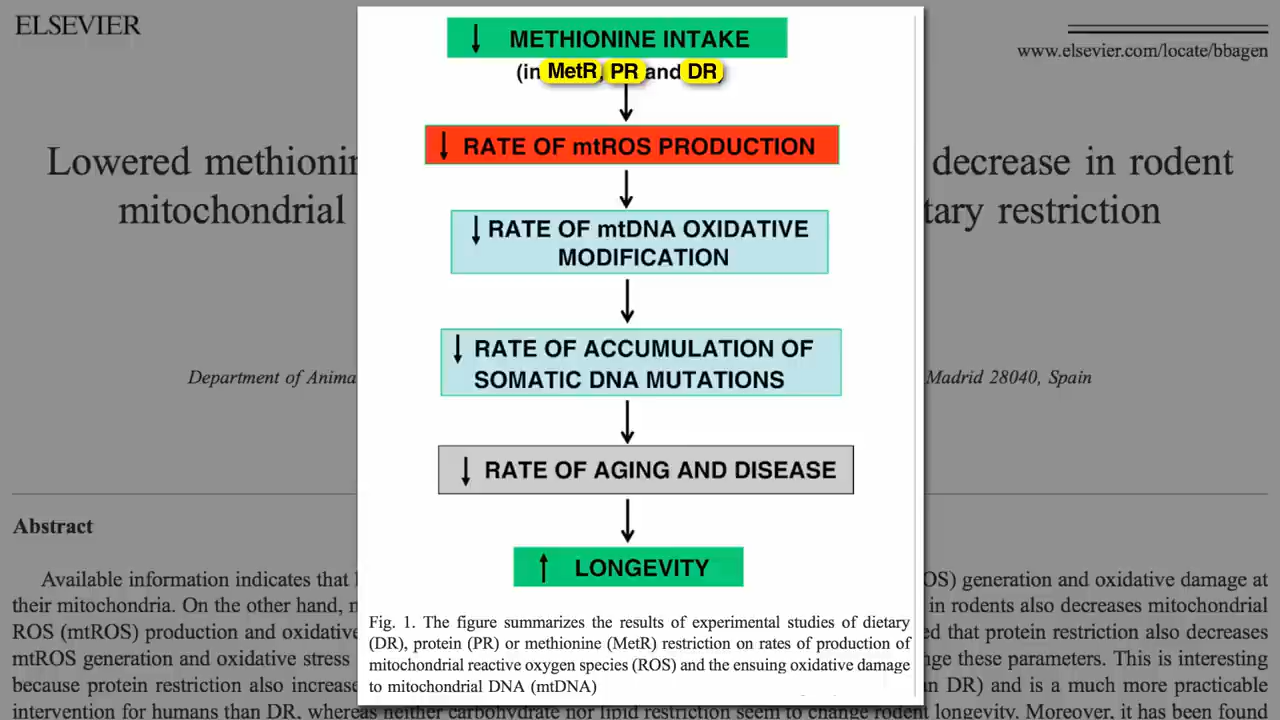 ELSEVIER
www.elsevier.com/locate/bbagen
↓ METHIONINE INTAKE
(in MetR, PR and DR)
↓ RATE OF mtROS PRODUCTION
Lowered decrease in rodent
mitochondrial restriction
↓ RATE OF mtDNA OXIDATIVE
MODIFICATION
↓ RATE OF ACCUMULATION OF
SOMATIC DNA MUTATIONS
Department of Madrid 28040, Spain
↓ RATE OF AGING AND DISEASE
↑ LONGEVITY
Fig. 1. The figure summarizes the results of experimental studies of dietary
(DR), protein (PR) or methionine (MetR) restriction on rates of production of
mitochondrial reactive oxygen species (ROS) and the ensuing oxidative damage
to mitochondrial DNA (mtDNA)
Abstract
Available information indicates that OS) generation and oxidative damage at
their mitochondria. On the other hand, in rodents also decreases mitochondrial
ROS (mtROS) production and oxidative that protein restriction also decreases
mtROS generation and oxidative stress these parameters. This is interesting
because protein restriction also DR) and is a much more practicable
intervention for humans than DR, whereas neither carbohydrate nor lipid restriction seem to change rodent longevity. Moreover, it has been found